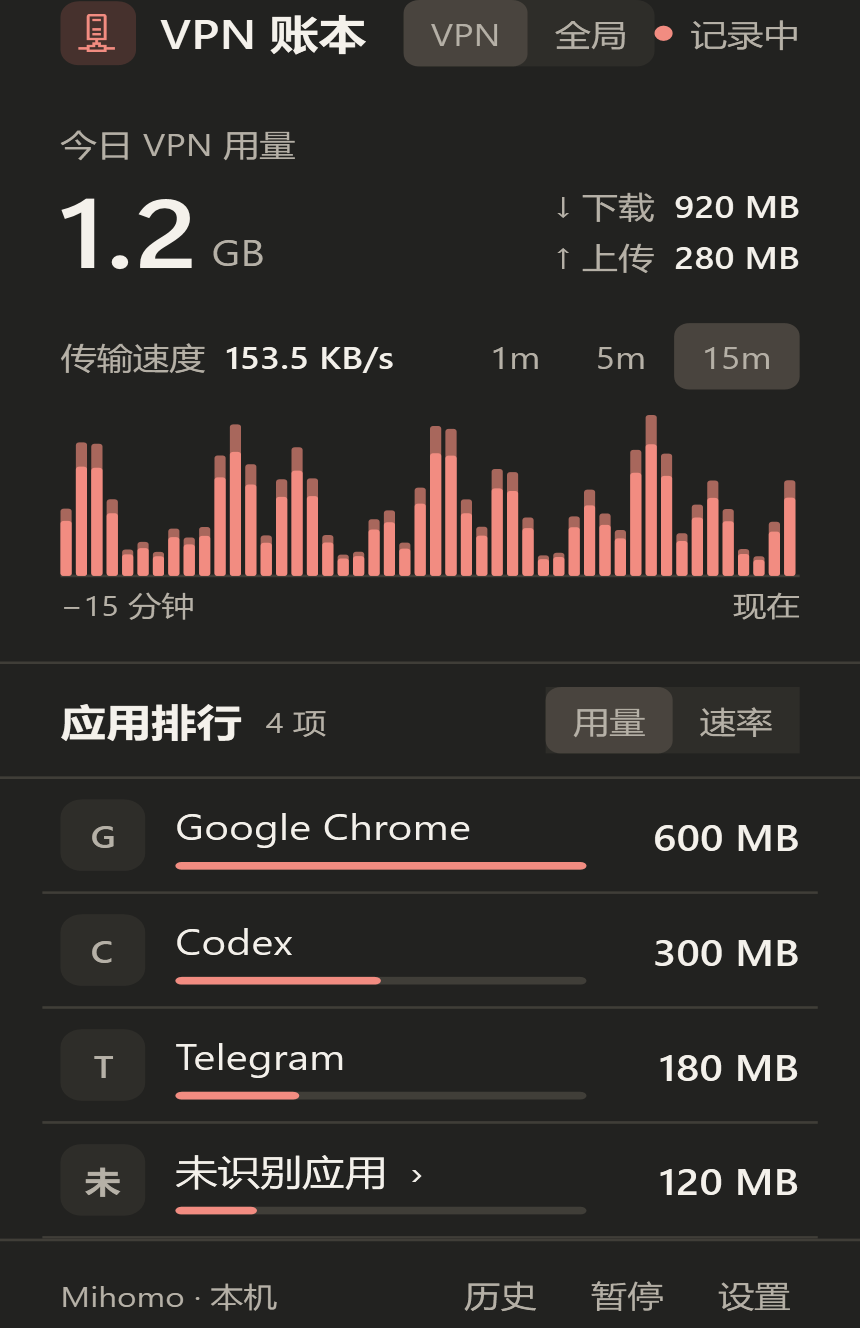 VPN 账本 VPN 全局 记录中
今日 VPN 用量
1.2 GB
↓ 下载 920 MB
↑ 上传 280 MB
传输速度 153.5 KB/s 1m 5m 15m
−15 分钟 现在
应用排行 4 项 用量 速率
G Google Chrome 600 MB
C Codex 300 MB
T Telegram 180 MB
未 未识别应用 › 120 MB
Mihomo · 本机 历史 暂停 设置